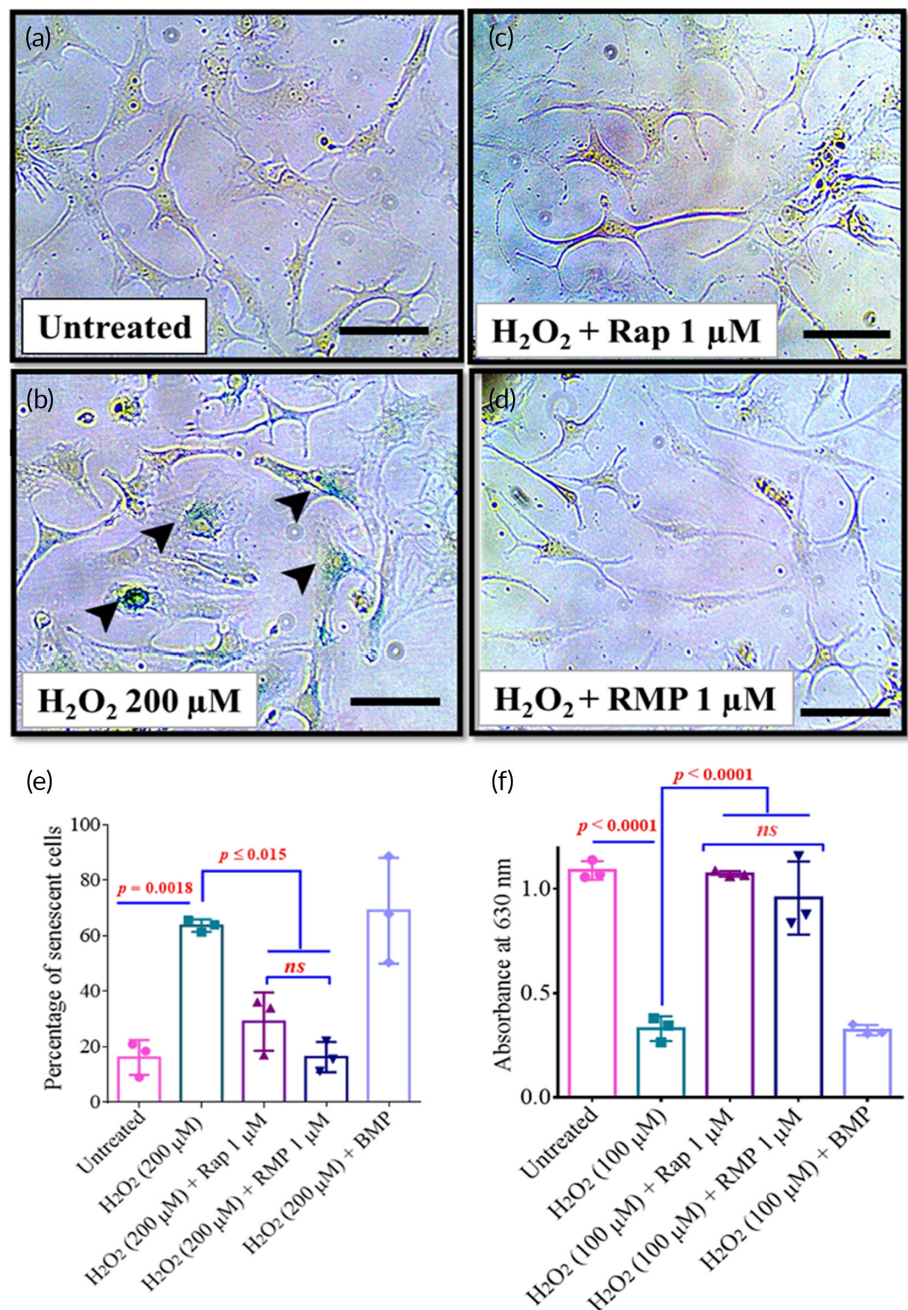 (a)
Untreated
(c)
H₂O₂ + Rap 1 µM
(b)
H₂O₂ 200 µM
(d)
H₂O₂ + RMP 1 µM
(e)
Percentage of senescent cells
100
80
60
40
20
0
p = 0.0018
p ≤ 0.015
ns
Untreated
H₂O₂ (200 µM)
H₂O₂ (200 µM) + Rap 1 µM
H₂O₂ (200 µM) + RMP 1 µM
H₂O₂ (200 µM) + BMP
(f)
Absorbance at 630 nm
1.0
0.5
0.0
p < 0.0001
p < 0.0001
ns
Untreated
H₂O₂ (100 µM)
H₂O₂ (100 µM) + Rap 1 µM
H₂O₂ (100 µM) + RMP 1 µM
H₂O₂ (100 µM) + BMP